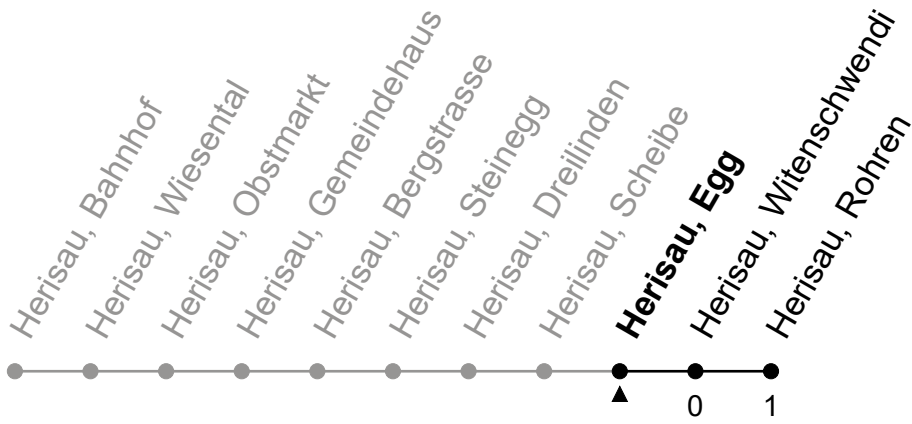 Herisau, Bahnhof
Herisau, Wiesental
Herisau, Obstmarkt
Herisau, Gemeindehaus
Herisau, Bergstrasse
Herisau, Steinegg
Herisau, Dreilinden
Herisau, Scheibe
Herisau, Egg
Herisau, Witenschwendi
Herisau, Rohren
0 1